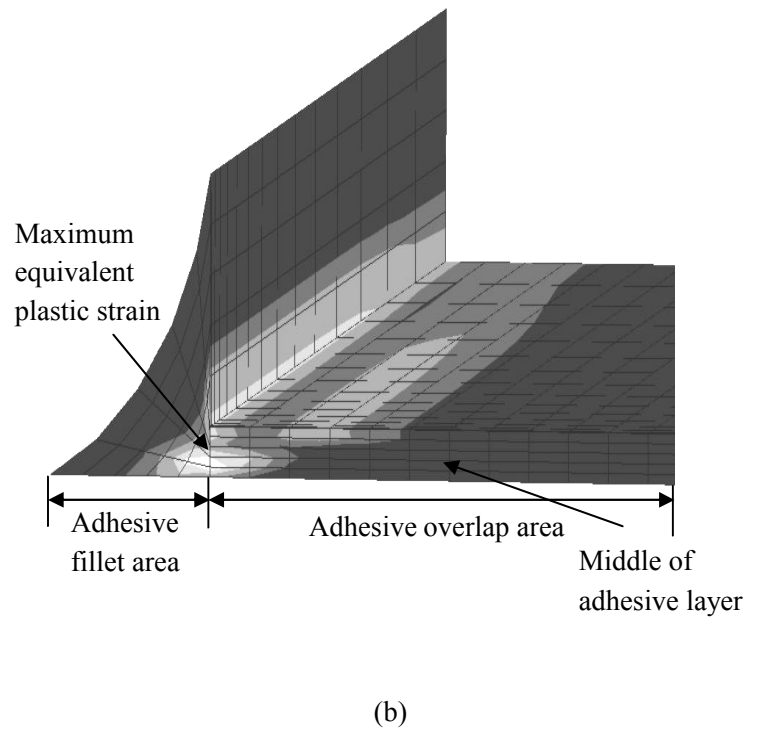 Maximum
equivalent
plastic strain
Adhesive
fillet area
Adhesive overlap area
Middle of
adhesive layer
(b)